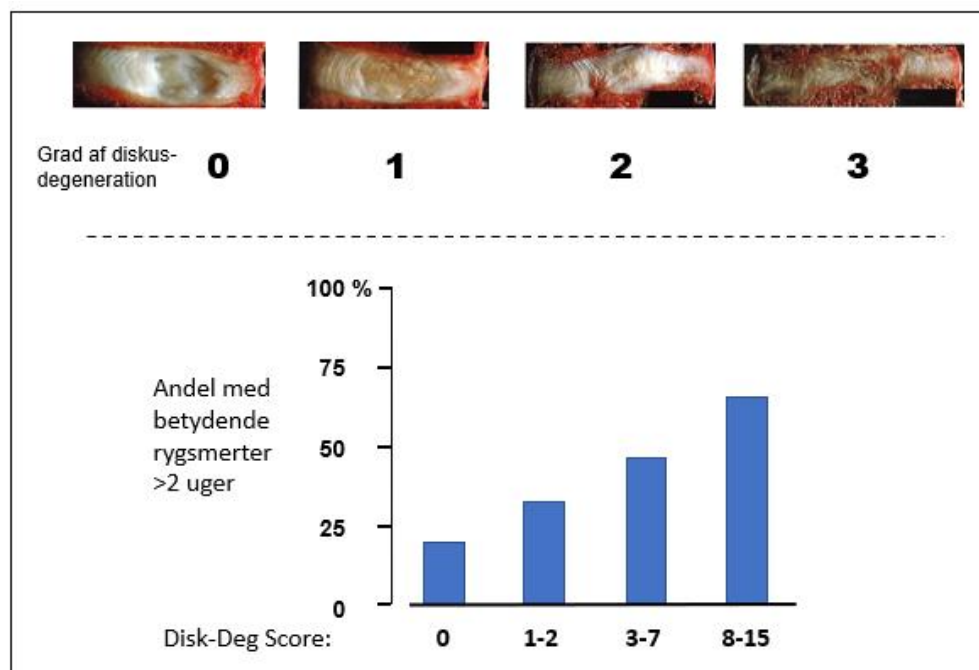 Grad af diskus-
degeneration
0 1 2 3
100 %
75
50
25
0
Andel med
betydende
rygsmerter
>2 uger
Disk-Deg Score: 0 1-2 3-7 8-15